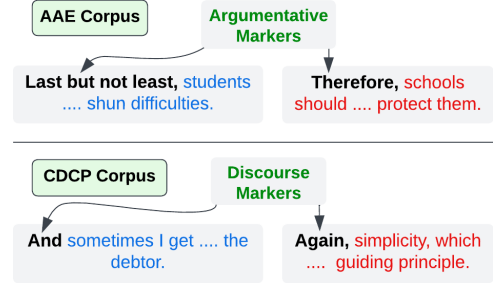 AAE Corpus
Argumentative
Markers
Last but not least, students
.... shun difficulties.
Therefore, schools
should .... protect them.
CDCP Corpus
Discourse
Markers
And sometimes I get .... the
debtor.
Again, simplicity, which
.... guiding principle.